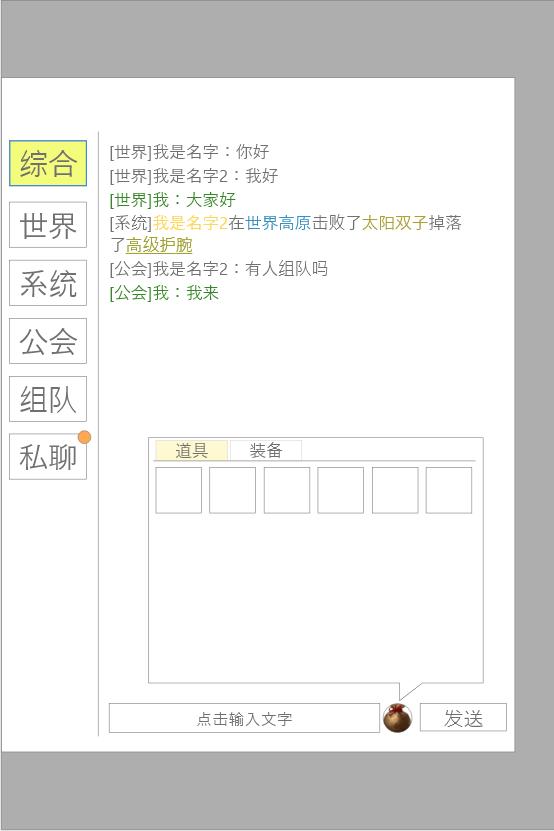 综合
世界
系统
公会
组队
私聊
[世界]我是名字：你好
[世界]我是名字2：我好
[世界]我：大家好
[系统]我是名字2在世界高原击败了太阳双子掉落
了高级护腕
[公会]我是名字2：有人组队吗
[公会]我：我来
道具 装备
点击输入文字 发送